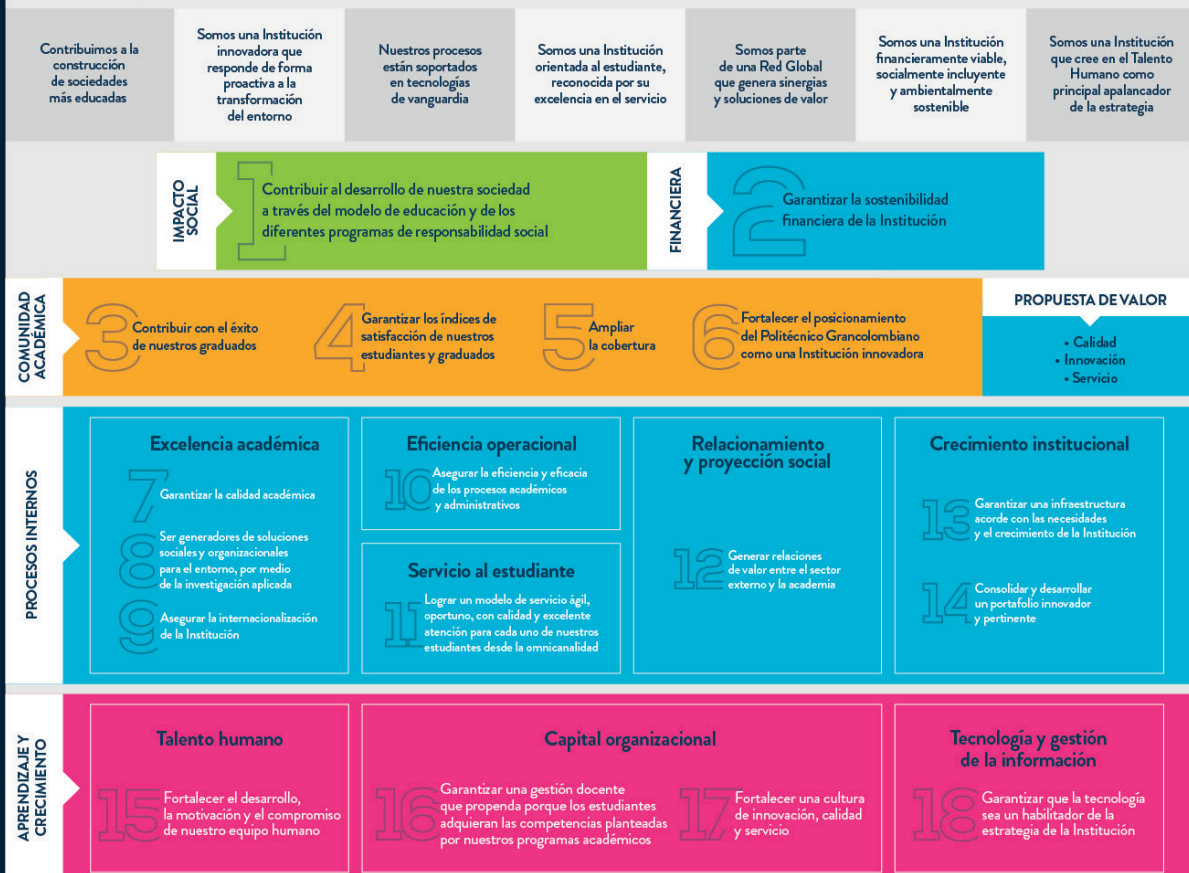 Contribuimos a la
construcción
de sociedades
más educadas
Somos una Institución
innovadora que
responde de forma
proactiva a la
transformación
del entorno
Nuestros procesos
están soportados
en tecnologías
de vanguardia
Somos una Institución
orientada al estudiante,
reconocida por su
excelencia en el servicio
Somos parte
de una Red Global
que genera sinergias
y soluciones de valor
Somos una Institución
financieramente viable,
socialmente incluyente
y ambientalmente
sostenible
Somos una Institución
que cree en el Talento
Humano como
principal apalancador
de la estrategia
IMPACTO
SOCIAL
1
Contribuir al desarrollo de nuestra sociedad
a través del modelo de educación y de los
diferentes programas de responsabilidad social
FINANCIERA
2
Garantizar la sostenibilidad
financiera de la Institución
COMUNIDAD
ACADÉMICA
3
Contribuir con el éxito
de nuestros graduados
4
Garantizar los índices de
satisfacción de nuestros
estudiantes y graduados
5
Ampliar
la cobertura
6
Fortalecer el posicionamiento
del Politécnico Grancolombiano
como una Institución innovadora
PROPUESTA DE VALOR
• Calidad
• Innovación
• Servicio
PROCESOS INTERNOS
Excelencia académica
7
Garantizar la calidad académica
8
Ser generadores de soluciones
sociales y organizacionales
para el entorno, por medio
de la investigación aplicada
9
Asegurar la internacionalización
de la Institución
Eficiencia operacional
10
Asegurar la eficiencia y eficacia
de los procesos académicos
y administrativos
Servicio al estudiante
11
Lograr un modelo de servicio ágil,
oportuno, con calidad y excelente
atención para cada uno de nuestros
estudiantes desde la omnicanalidad
Relacionamiento
y proyección social
12
Generar relaciones
de valor entre el sector
externo y la academia
Crecimiento institucional
13
Garantizar una infraestructura
acorde con las necesidades
y el crecimiento de la Institución
14
Consolidar y desarrollar
un portafolio innovador
y pertinente
APRENDIZAJE Y
CRECIMIENTO
Talento humano
15
Fortalecer el desarrollo,
la motivación y el compromiso
de nuestro equipo humano
Capital organizacional
16
Garantizar una gestión docente
que propenda porque los estudiantes
adquieran las competencias planteadas
por nuestros programas académicos
17
Fortalecer una cultura
de innovación, calidad
y servicio
Tecnología y gestión
de la información
18
Garantizar que la tecnología
sea un habilitador de la
estrategia de la Institución